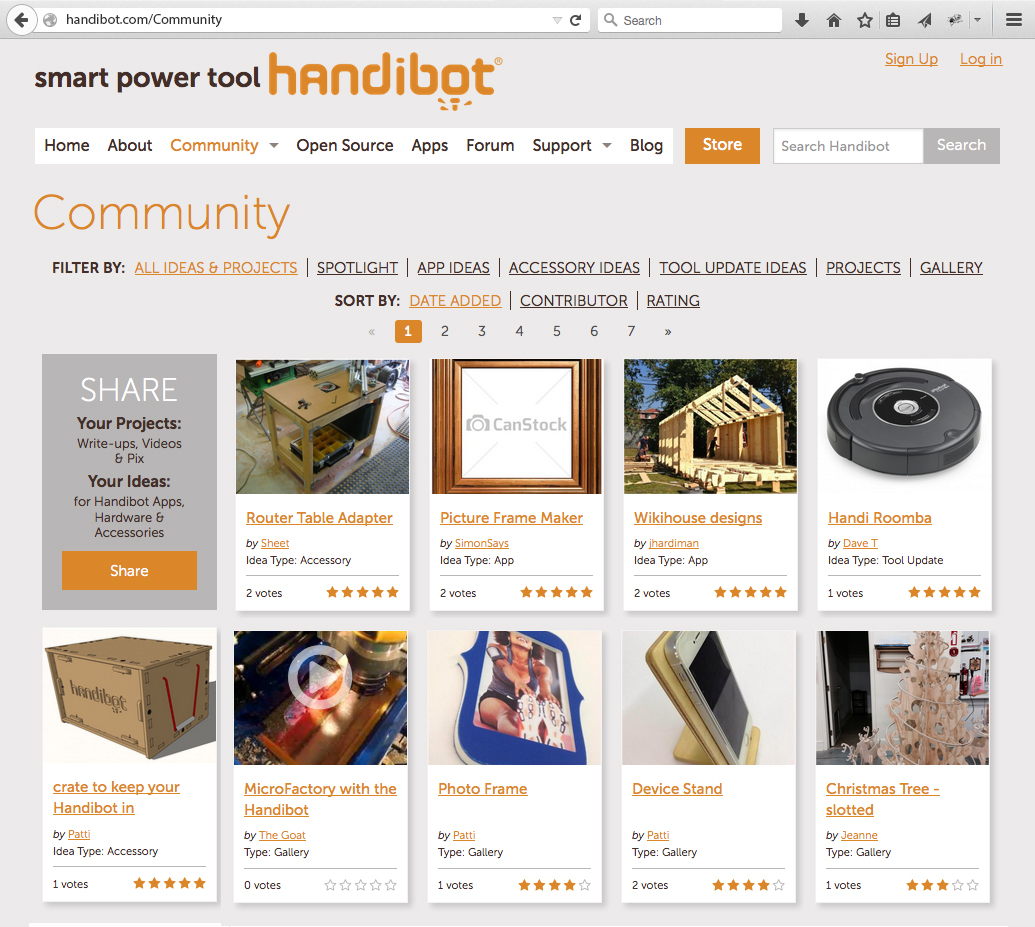 handibot.com/Community
Search
smart power tool handibot®
Sign Up
Log in
Home About Community Open Source Apps Forum Support Blog
Store
Search Handibot
Search
Community
FILTER BY: ALL IDEAS & PROJECTS | SPOTLIGHT | APP IDEAS | ACCESSORY IDEAS | TOOL UPDATE IDEAS | PROJECTS | GALLERY
SORT BY: DATE ADDED | CONTRIBUTOR | RATING
« 1 2 3 4 5 6 7 »
SHARE
Your Projects:
Write-ups, Videos
& Pix
Your Ideas:
for Handibot Apps,
Hardware &
Accessories
Share
Router Table Adapter
by Sheet
Idea Type: Accessory
2 votes
CanStock
Picture Frame Maker
by SimonSays
Idea Type: App
2 votes
Wikihouse designs
by jhardiman
Idea Type: App
2 votes
Handi Roomba
by Dave T
Idea Type: Tool Update
1 votes
handibot
crate to keep your
Handibot in
by Patti
Idea Type: Accessory
1 votes
MicroFactory with the
Handibot
by The Goat
Type: Gallery
0 votes
Photo Frame
by Patti
Type: Gallery
1 votes
Device Stand
by Patti
Type: Gallery
2 votes
Christmas Tree -
slotted
by Jeanne
Type: Gallery
1 votes